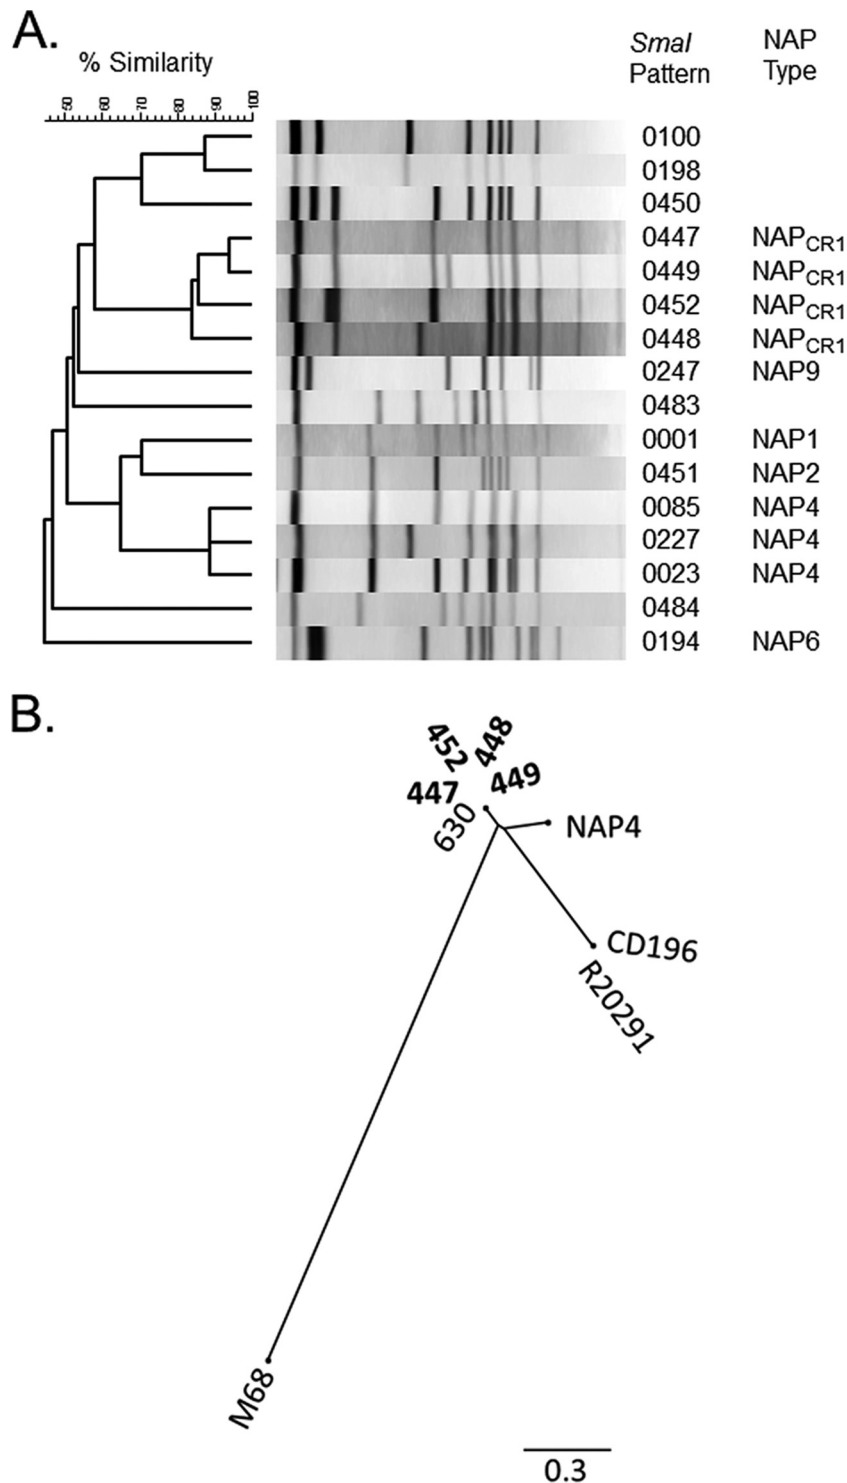 A.
% Similarity
SmaI Pattern
NAP Type
50 60 70 80 90 100
0100
0198
0450
0447 NAPCR1
0449 NAPCR1
0452 NAPCR1
0448 NAPCR1
0247 NAP9
0483
0001 NAP1
0451 NAP2
0085 NAP4
0227 NAP4
0023 NAP4
0484
0194 NAP6
B.
452
448
447
449
630
NAP4
CD196
R20291
M68
0.3